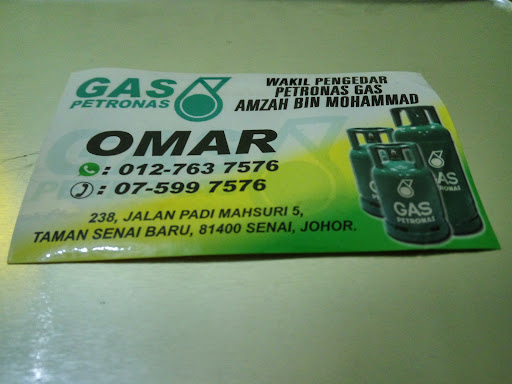 GAS
PETRONAS
WAKIL PENGEDAR
PETRONAS GAS
AMZAH BIN MOHAMMAD
OMAR
: 012-763 7576
: 07-599 7576
238, JALAN PADI MAHSURI 5,
TAMAN SENAI BARU, 81400 SENAI, JOHOR.
GAS
PETRONAS
GAS
PETRONAS